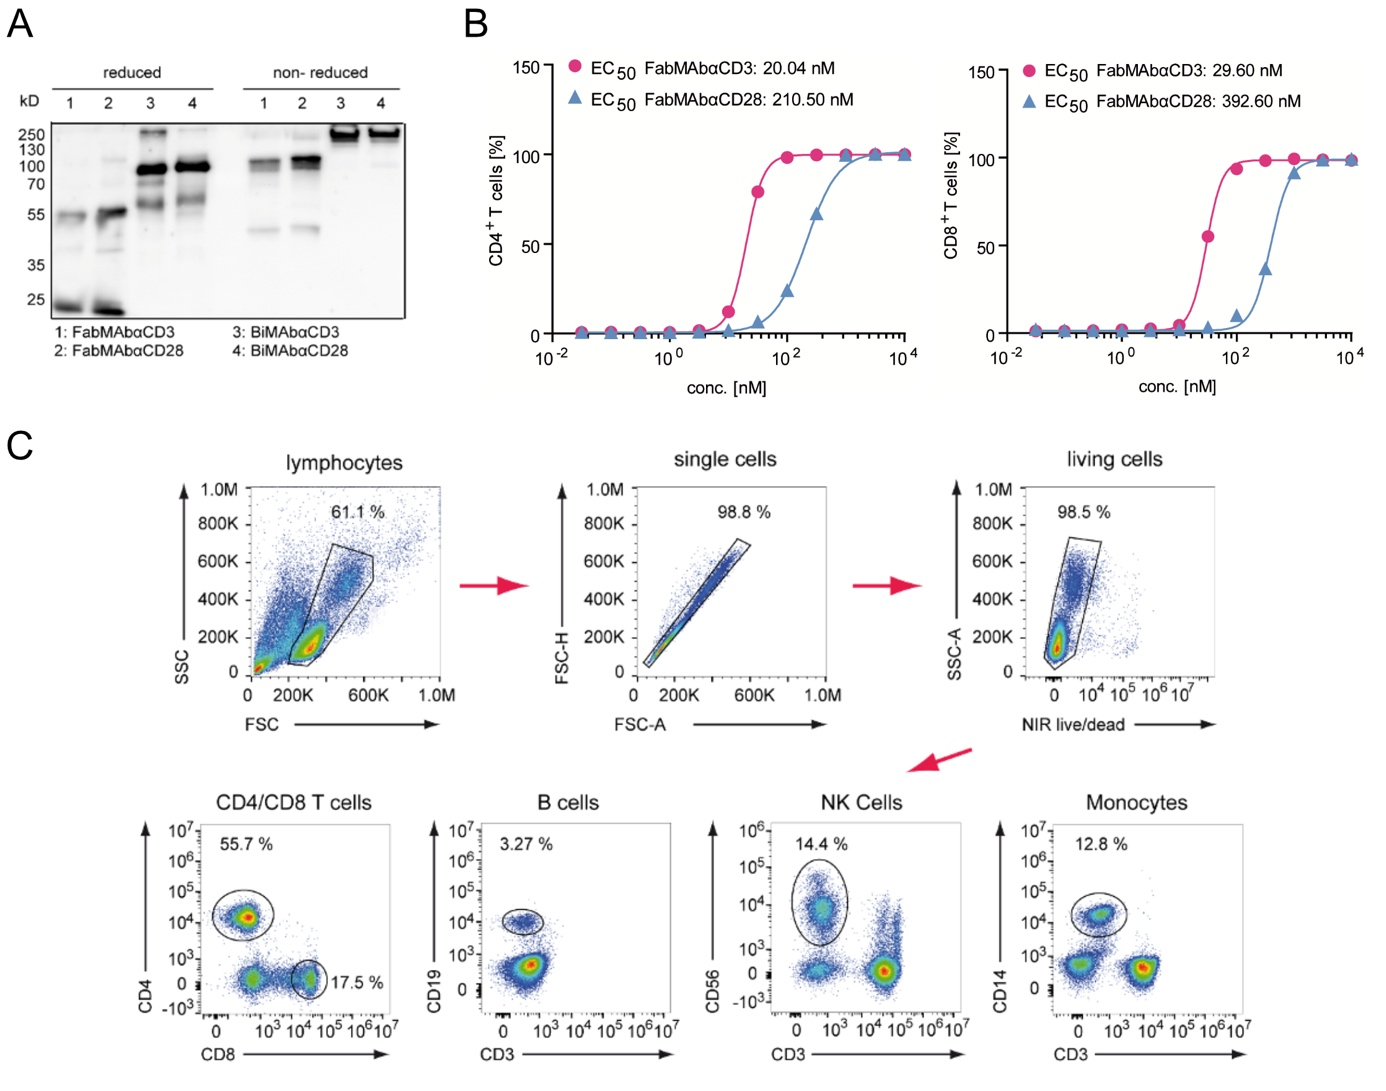 A
reduced
non- reduced
kD
1 2 3 4
1 2 3 4
250
130
100
70
55
35
25
1: FabMAbαCD3
2: FabMAbαCD28
3: BiMAbαCD3
4: BiMAbαCD28
B
EC50 FabMAbαCD3: 20.04 nM
EC50 FabMAbαCD28: 210.50 nM
CD4+T cells [%]
150
100
50
0
10-2 100 102 104
conc. [nM]
EC50 FabMAbαCD3: 29.60 nM
EC50 FabMAbαCD28: 392.60 nM
CD8+T cells [%]
150
100
50
0
10-2 100 102 104
conc. [nM]
C
lymphocytes
61.1 %
SSC
1.0M
800K
600K
400K
200K
0
0 200K 600K 1.0M
FSC
single cells
98.8 %
FSC-H
1.0M
800K
600K
400K
200K
0
0 200K 600K 1.0M
FSC-A
living cells
98.5 %
SSC-A
1.0M
800K
600K
400K
200K
0
0 104 105 106 107
NIR live/dead
CD4/CD8 T cells
55.7 %
17.5 %
CD4
107
106
105
104
103
0
-103
0 103 104 105 106 107
CD8
B cells
3.27 %
CD19
107
106
105
104
103
0
0 103 104 105 106 107
CD3
NK Cells
14.4 %
CD56
106
105
104
103
0
-103
0 103 104 105 106 107
CD3
Monocytes
12.8 %
CD14
107
106
105
104
103
0
0 103 104 105 106 107
CD3